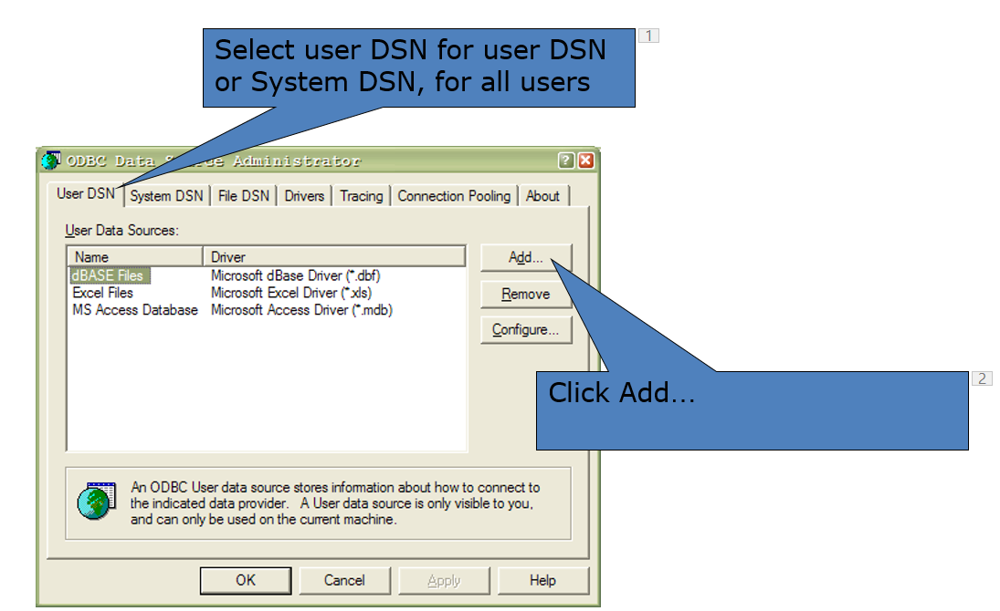 Select user DSN for user DSN
or System DSN, for all users
1
ODBC Data Source Administrator
User DSN System DSN File DSN Drivers Tracing Connection Pooling About
User Data Sources:
Name Driver
dBASE Files Microsoft dBase Driver (*.dbf)
Excel Files Microsoft Excel Driver (*.xls)
MS Access Database Microsoft Access Driver (*.mdb)
Add...
Remove
Configure...
Click Add...
2
An ODBC User data source stores information about how to connect to
the indicated data provider. A User data source is only visible to you,
and can only be used on the current machine.
OK Cancel Apply Help